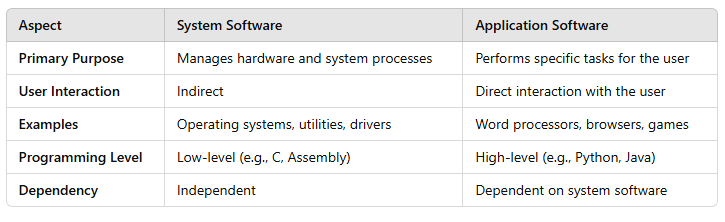 Aspect System Software Application Software
Primary Purpose Manages hardware and system processes Performs specific tasks for the user
User Interaction Indirect Direct interaction with the user
Examples Operating systems, utilities, drivers Word processors, browsers, games
Programming Level Low-level (e.g., C, Assembly) High-level (e.g., Python, Java)
Dependency Independent Dependent on system software